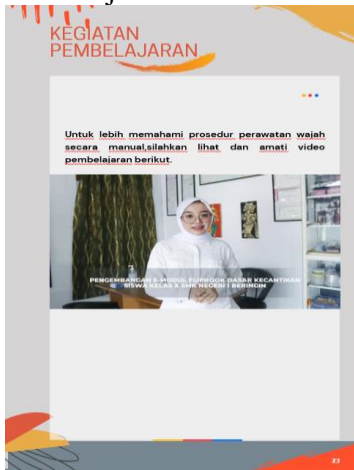 KEGIATAN
PEMBELAJARAN
Untuk lebih memahami prosedur perawatan wajah
secara manual,silahkan lihat dan amati video
pembelajaran berikut.
PENGEMBANGAN E-MODUL FLIPBOOK DASAR KECANTIKAN
SISWA KELAS X SMK NEGERI 1 BERINGIN
23